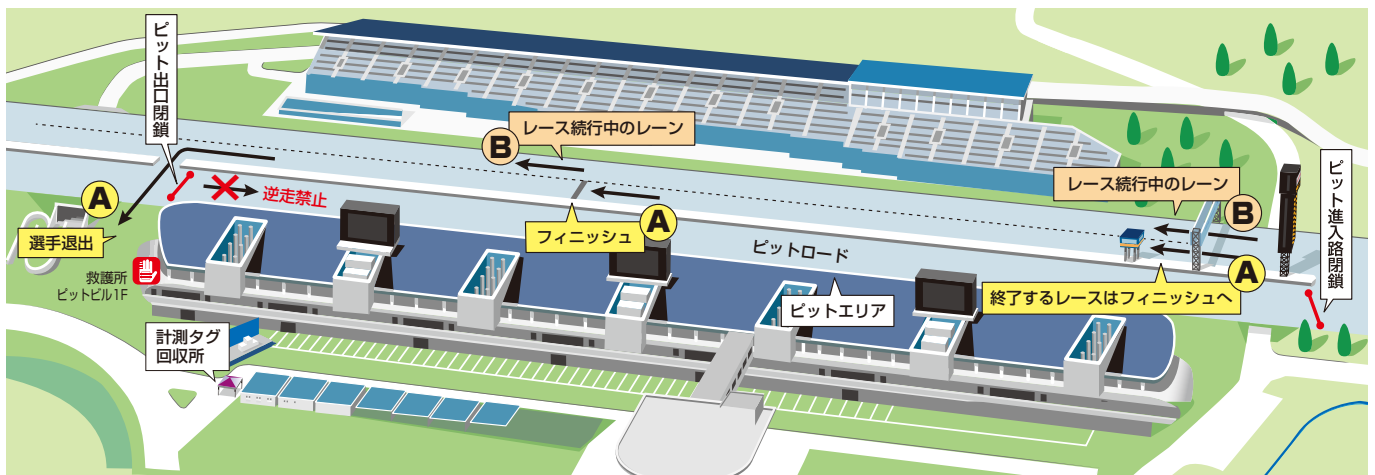 ピット出口閉鎖
B
レース続行中のレーン
レース続行中のレーン
B
ピット進入路閉鎖
A
逆走禁止
選手退出
A
フィニッシュ
ピットロード
A
救護所
ピットビル1F
ピットエリア
終了するレースはフィニッシュへ
計測タグ
回収所